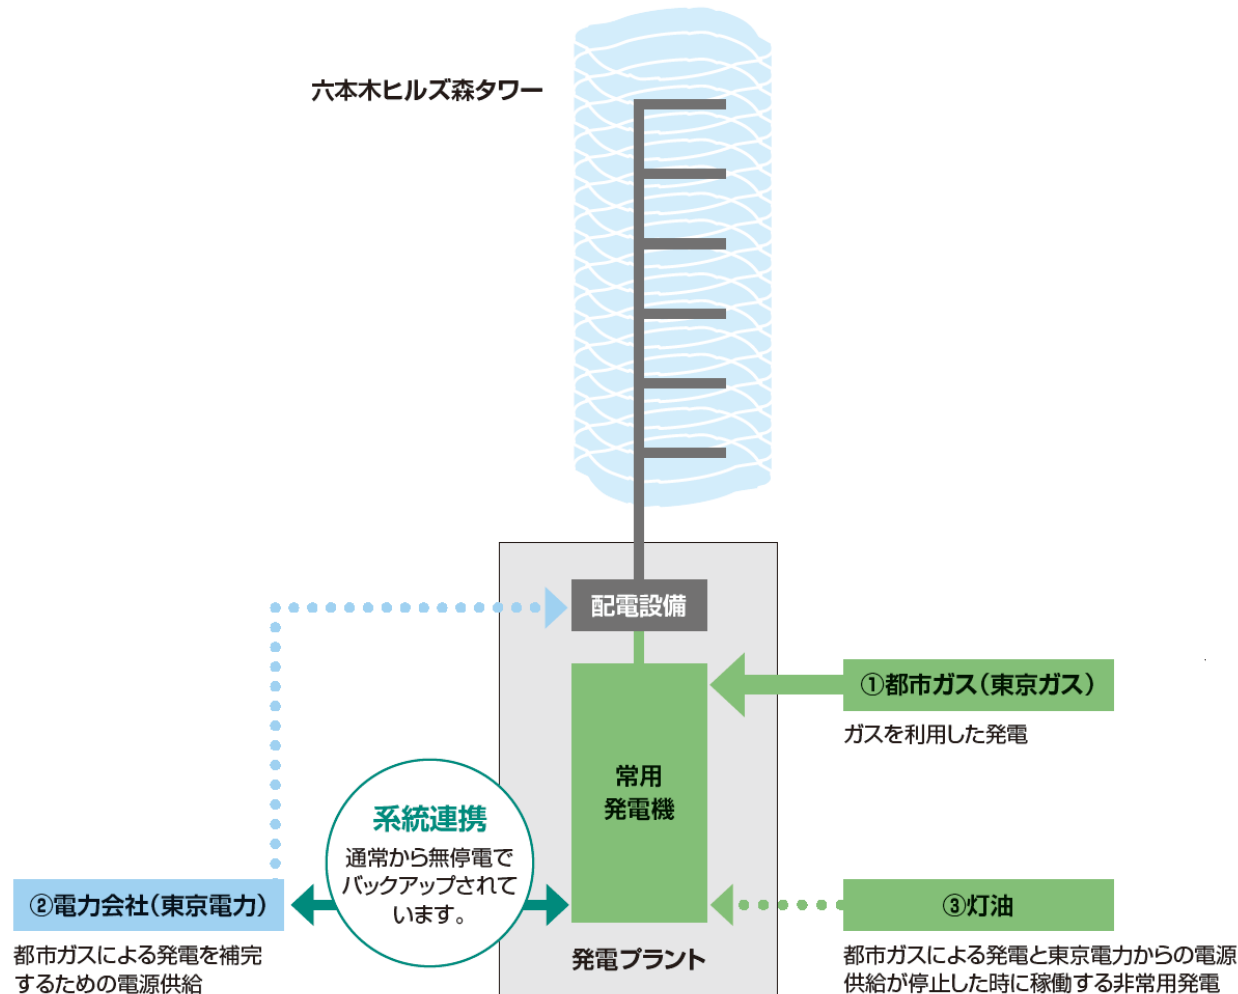 六本木ヒルズ森タワー
配電設備
①都市ガス(東京ガス)
ガスを利用した発電
常用
発電機
系統連携
通常から無停電で
バックアップされて
います。
②電力会社(東京電力)
都市ガスによる発電を補完
するための電源供給
発電プラント
③灯油
都市ガスによる発電と東京電力からの電源
供給が停止した時に稼働する非常用発電